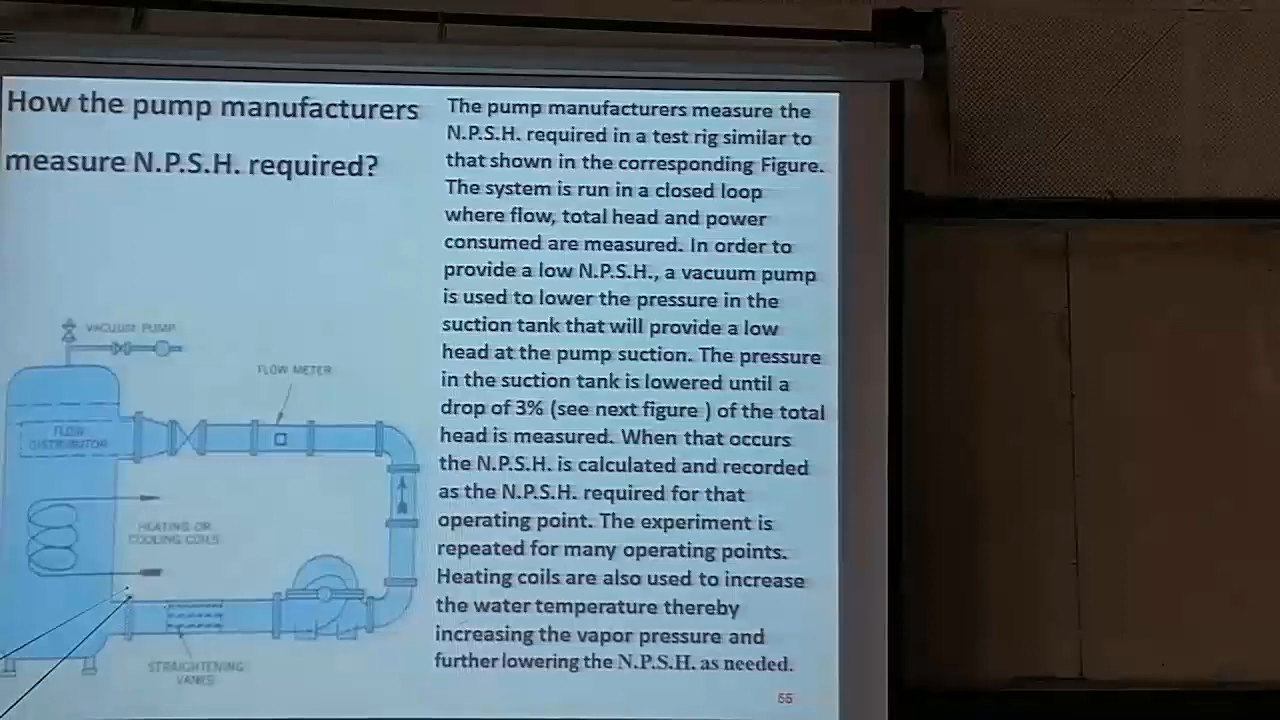 How the pump manufacturers
measure N.P.S.H. required?
The pump manufacturers measure the
N.P.S.H. required in a test rig similar to
that shown in the corresponding Figure.
The system is run in a closed loop
where flow, total head and power
consumed are measured. In order to
provide a low N.P.S.H., a vacuum pump
is used to lower the pressure in the
suction tank that will provide a low
head at the pump suction. The pressure
in the suction tank is lowered until a
drop of 3% (see next figure ) of the total
head is measured. When that occurs
the N.P.S.H. is calculated and recorded
as the N.P.S.H. required for that
operating point. The experiment is
repeated for many operating points.
Heating coils are also used to increase
the water temperature thereby
increasing the vapor pressure and
further lowering the N.P.S.H. as needed.
VACUUM PUMP
FLOW METER
FLOW
DISTRIBUTOR
HEATING OR
COOLING COILS
STRAIGHTENING
VANES
55